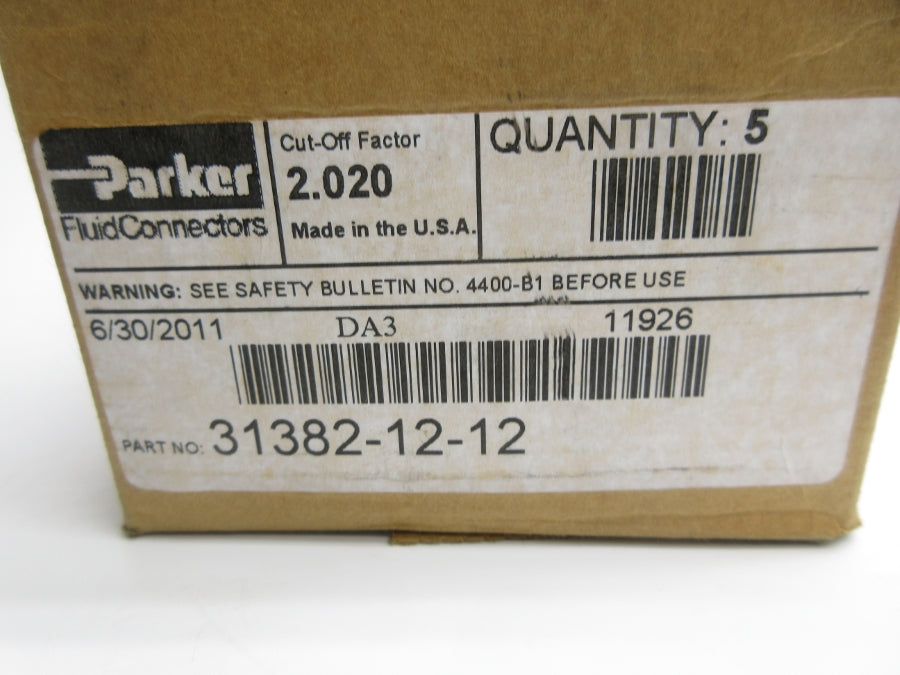 Parker
FluidConnectors
Cut-Off Factor
2.020
Made in the U.S.A.
QUANTITY: 5
WARNING: SEE SAFETY BULLETIN NO. 4400-B1 BEFORE USE
6/30/2011 DA3 11926
PART NO: 31382-12-12